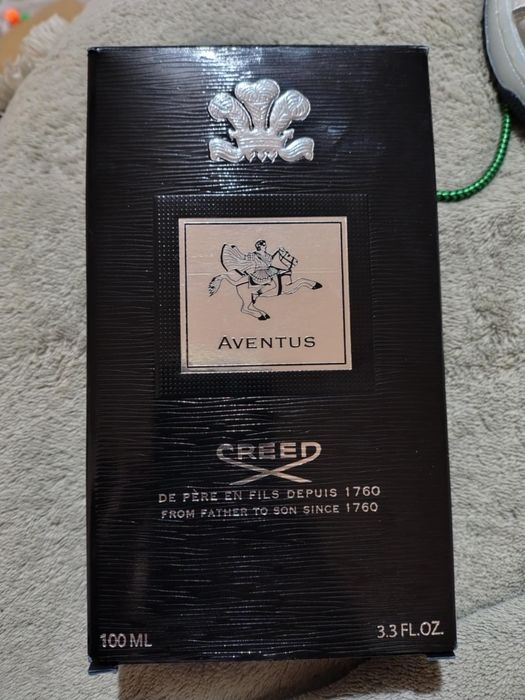 AVENTUS
CREED
DE PÈRE EN FILS DEPUIS 1760
FROM FATHER TO SON SINCE 1760
100 ML
3.3 FL.OZ.